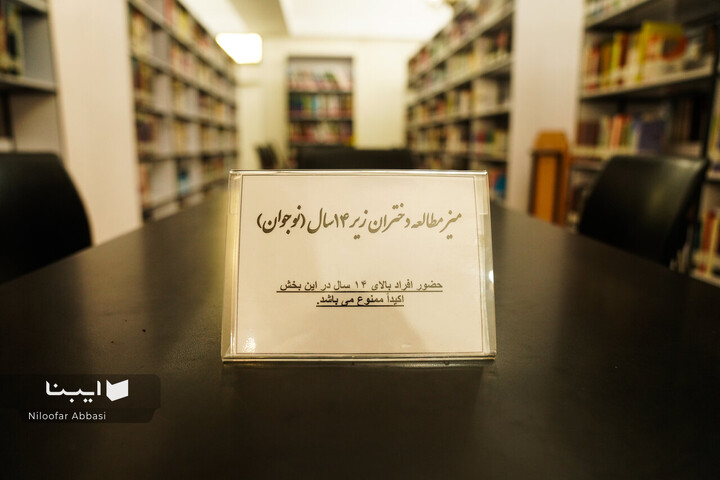 میز مطالعه دختران زیر ۱۴ سال (نوجوان)
حضور افراد بالای ۱۴ سال در این بخش
اکیداً ممنوع می باشد.
ایبنا
Niloofar Abbasi